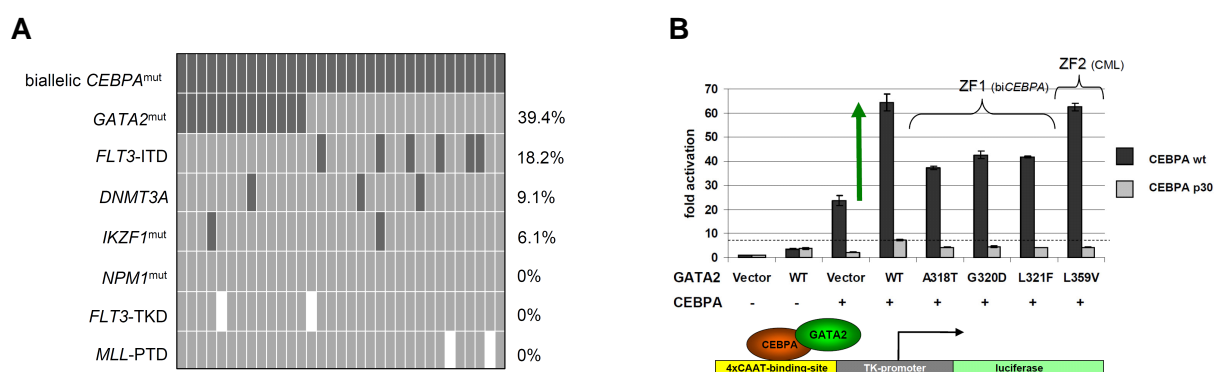 A
biallelic CEBPAmut
GATA2mut 39.4%
FLT3-ITD 18.2%
DNMT3A 9.1%
IKZF1mut 6.1%
NPM1mut 0%
FLT3-TKD 0%
MLL-PTD 0%
B
ZF2 (CML)
ZF1 (biCEBPA)
fold activation
70
60
50
40
30
20
10
0
CEBPA wt
CEBPA p30
GATA2 Vector WT Vector WT A318T G320D L321F L359V
CEBPA - - + + + + + +
CEBPA GATA2
4xCAAT-binding-site TK-promoter luciferase